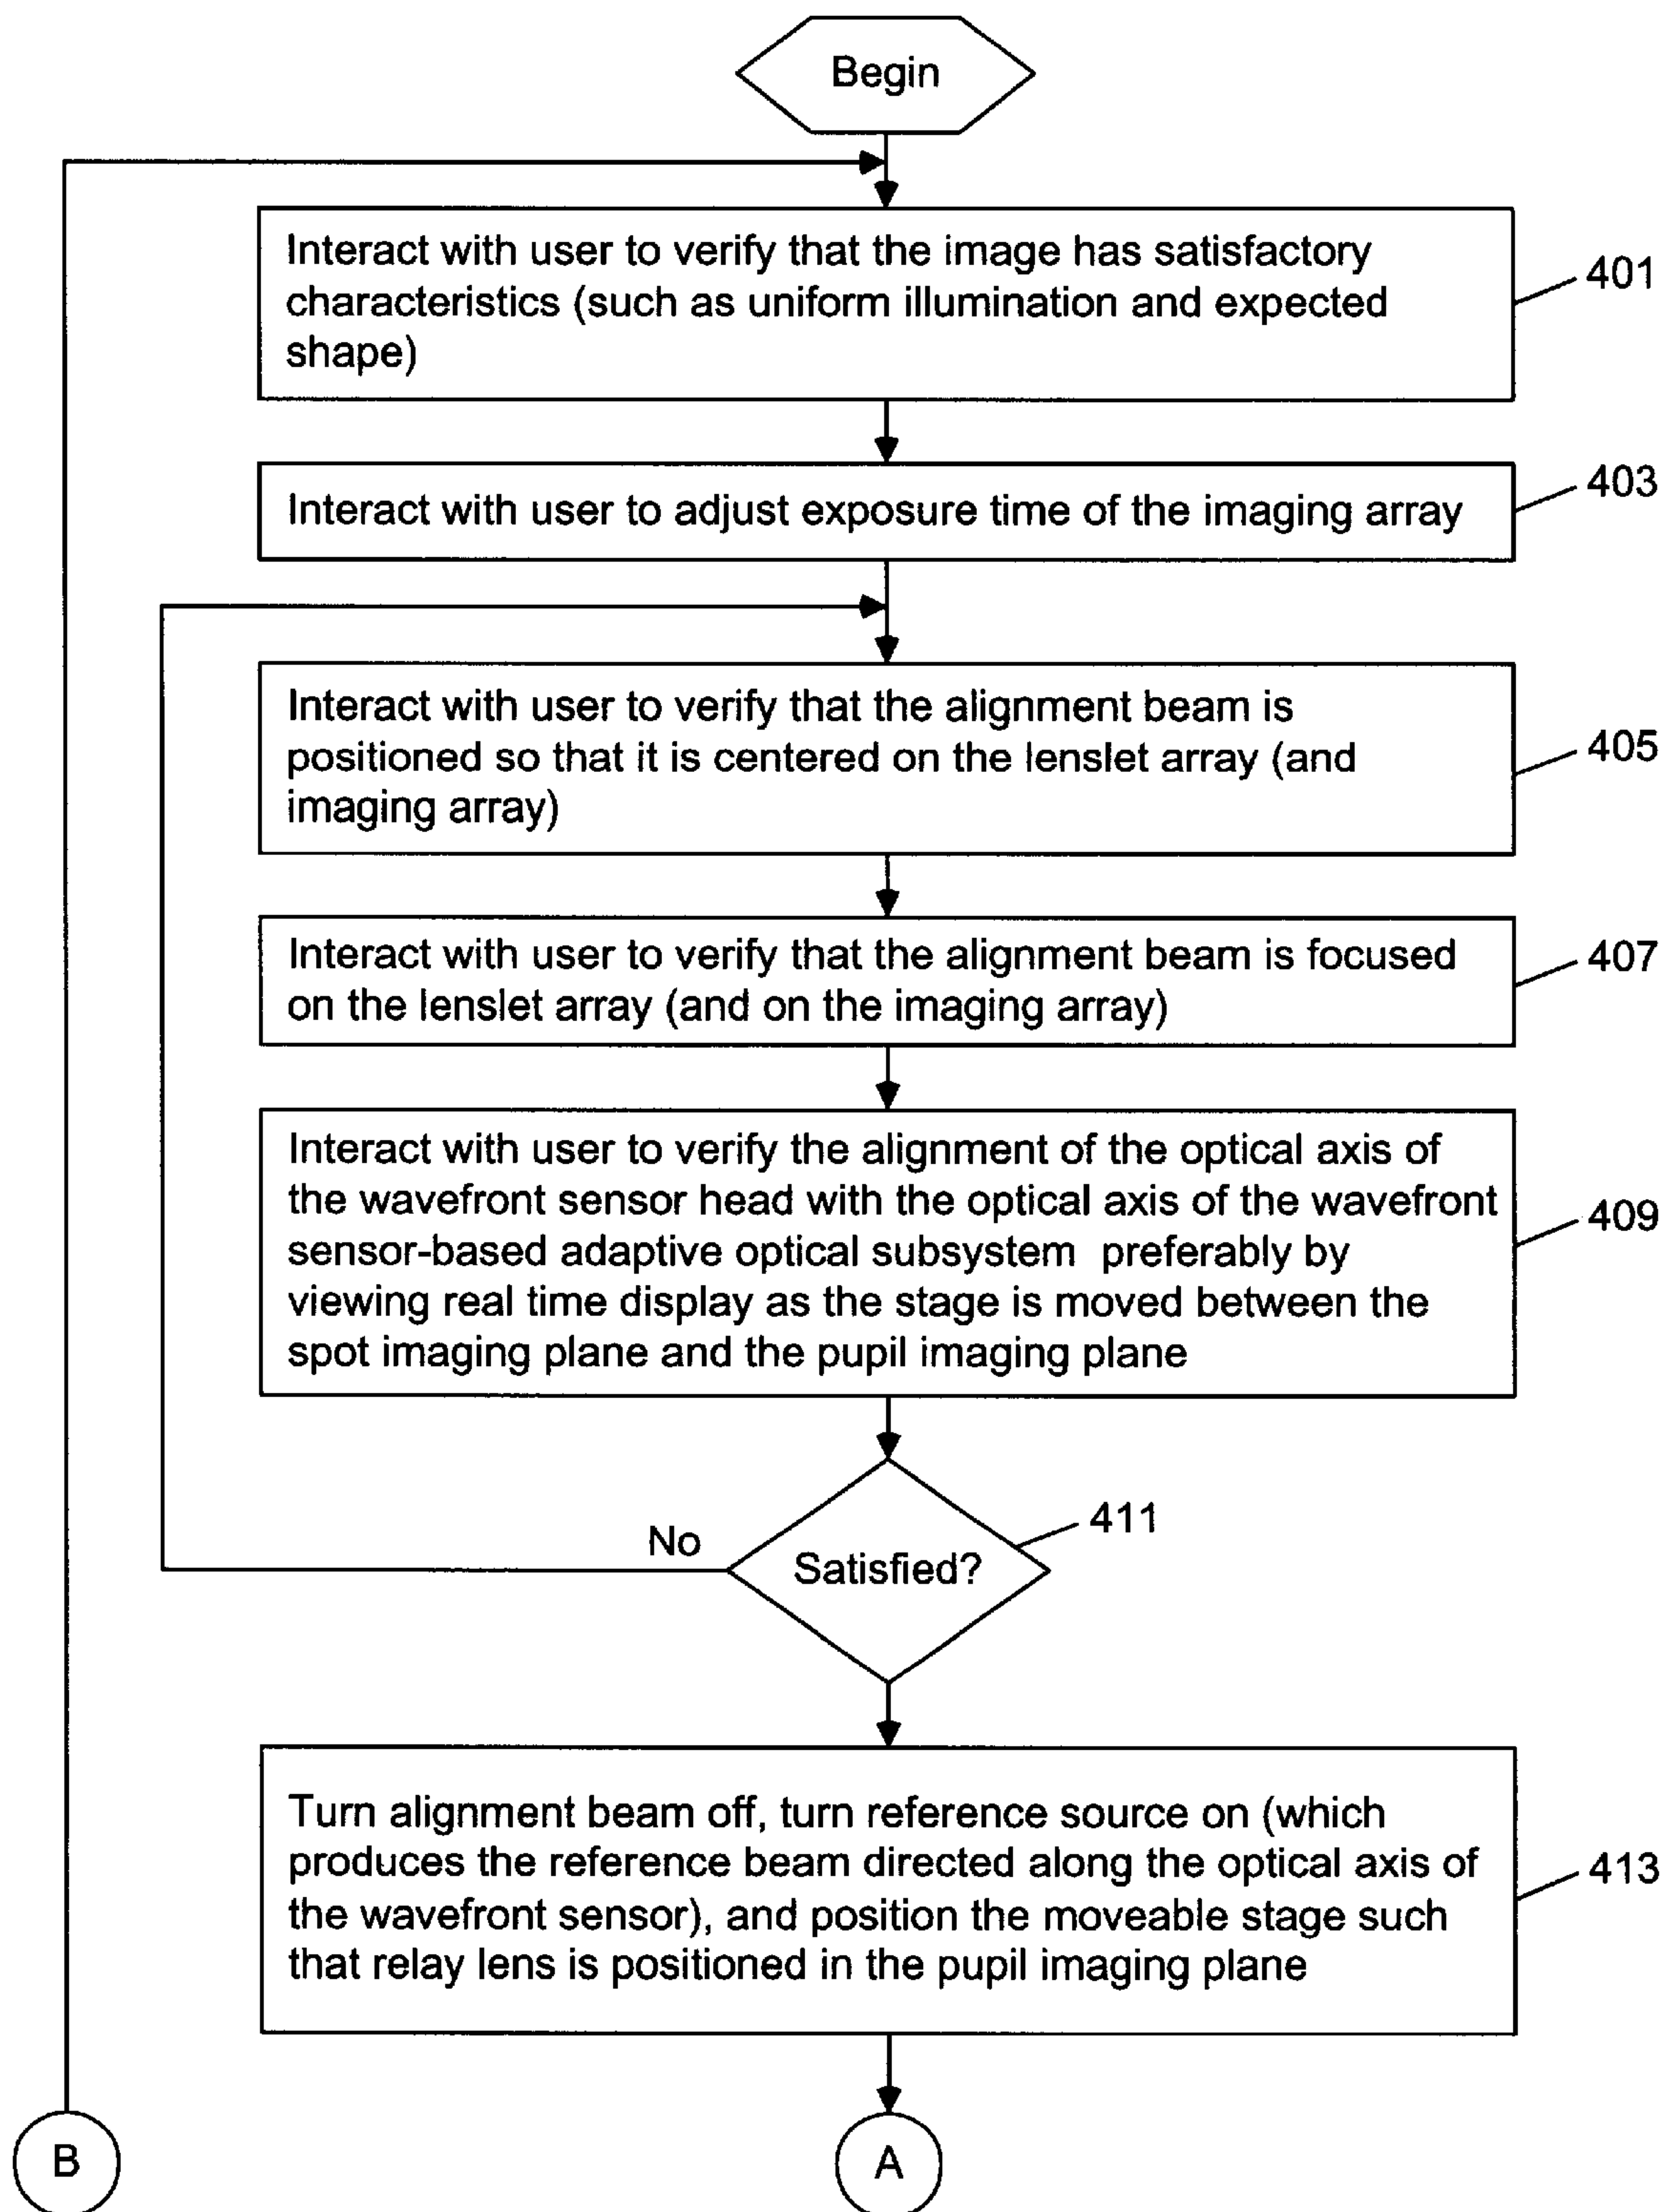 Begin
Interact with user to verify that the image has satisfactory
characteristics (such as uniform illumination and expected
shape)
401
Interact with user to adjust exposure time of the imaging array
403
Interact with user to verify that the alignment beam is
positioned so that it is centered on the lenslet array (and
imaging array)
405
Interact with user to verify that the alignment beam is focused
on the lenslet array (and on the imaging array)
407
Interact with user to verify the alignment of the optical axis of
the wavefront sensor head with the optical axis of the wavefront
sensor-based adaptive optical subsystem preferably by
viewing real time display as the stage is moved between the
spot imaging plane and the pupil imaging plane
409
No
Satisfied?
411
Turn alignment beam off, turn reference source on (which
produces the reference beam directed along the optical axis of
the wavefront sensor), and position the moveable stage such
that relay lens is positioned in the pupil imaging plane
413
B
A